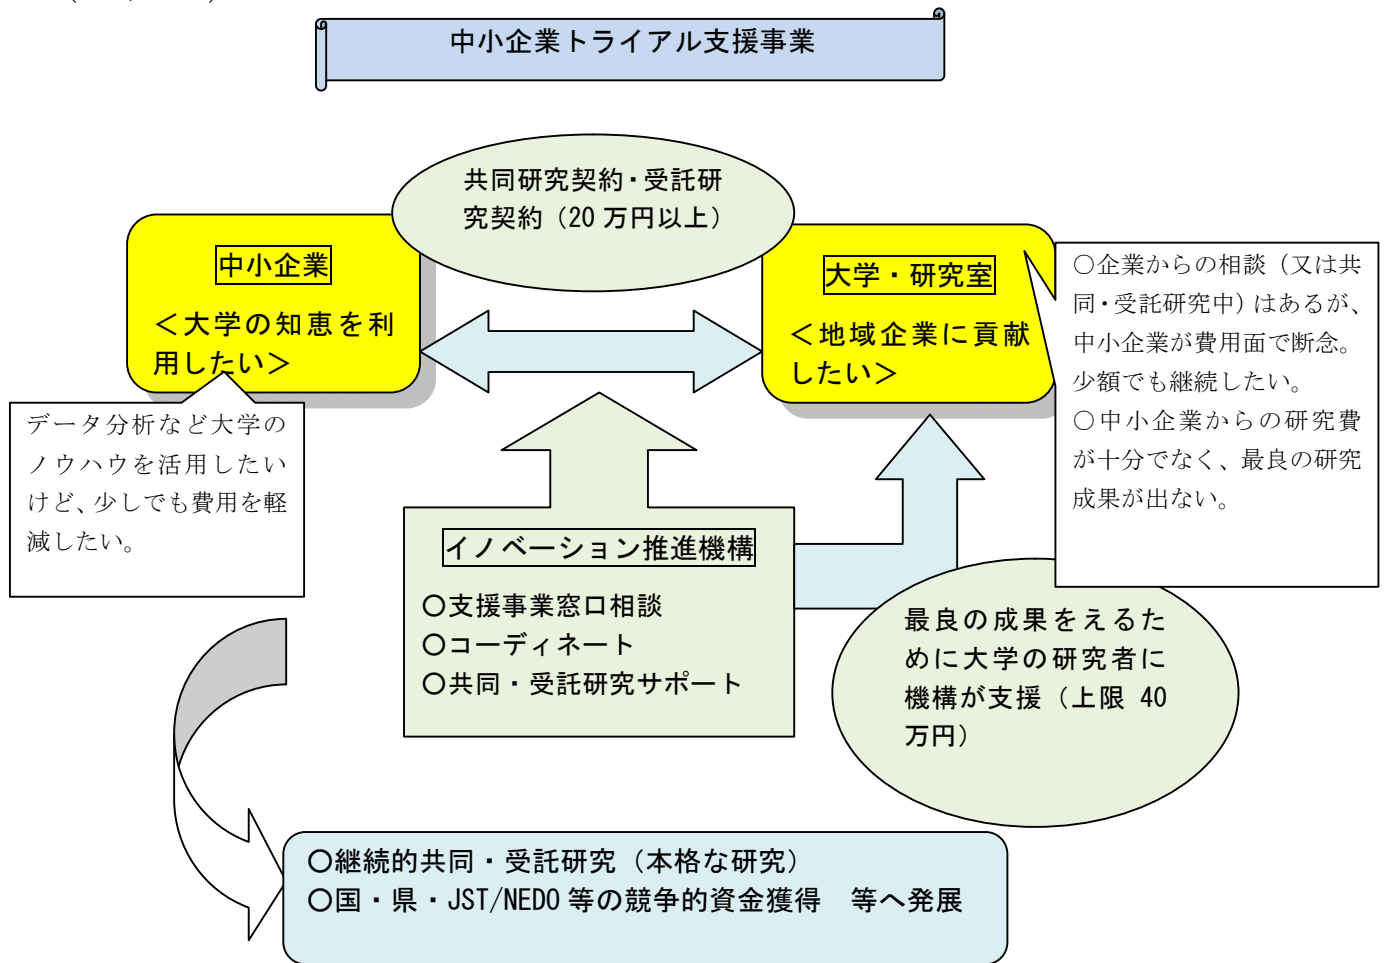 中小企業トライアル支援事業
共同研究契約・受託研
究契約（20 万円以上）
中小企業
＜大学の知恵を利
用したい＞
大学・研究室
＜地域企業に貢献
したい＞
〇企業からの相談（又は共
同・受託研究中）はあるが、
中小企業が費用面で断念。
少額でも継続したい。
〇中小企業からの研究費
が十分でなく、最良の研究
成果が出ない。
データ分析など大学の
ノウハウを活用したい
けど、少しでも費用を軽
減したい。
イノベーション推進機構
〇支援事業窓口相談
〇コーディネート
〇共同・受託研究サポート
最良の成果をえるた
めに大学の研究者に
機構が支援（上限 40
万円）
〇継続的共同・受託研究（本格な研究）
〇国・県・JST/NEDO 等の競争的資金獲得　等へ発展